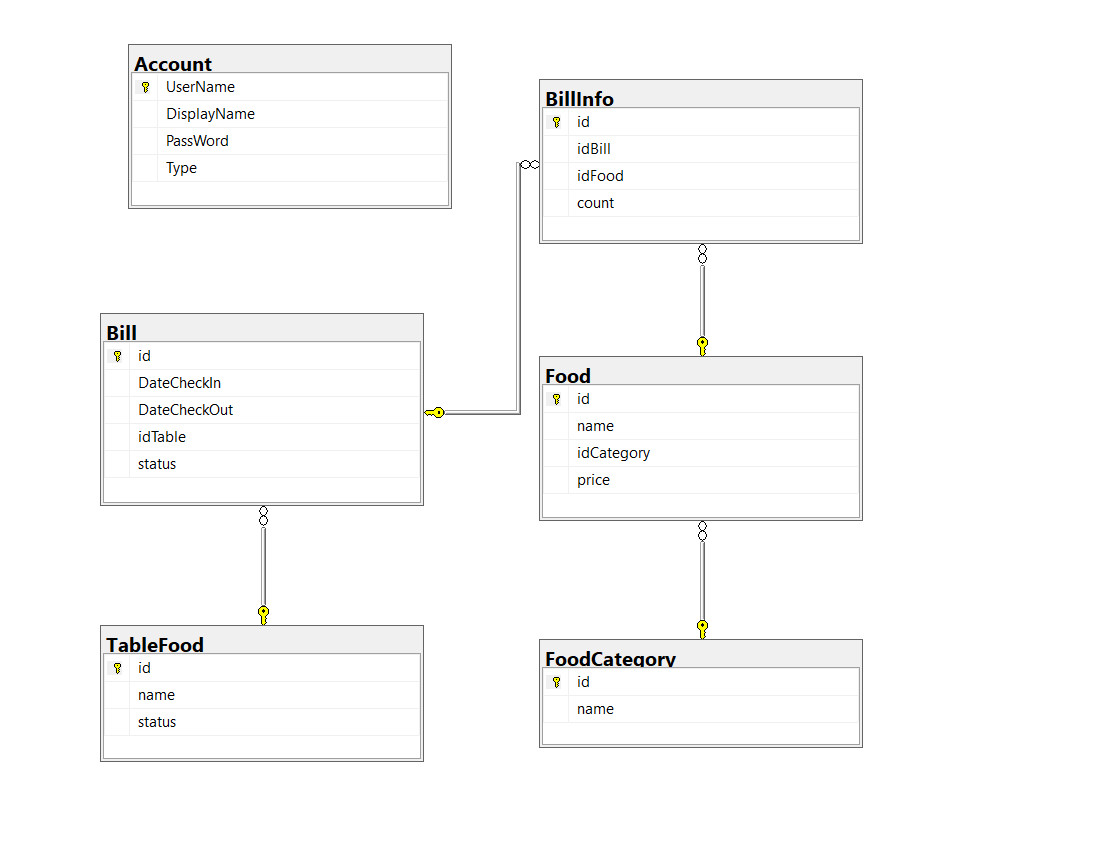 Account
UserName
DisplayName
PassWord
Type
BillInfo
id
idBill
idFood
count
Bill
id
DateCheckIn
DateCheckOut
idTable
status
Food
id
name
idCategory
price
TableFood
id
name
status
FoodCategory
id
name